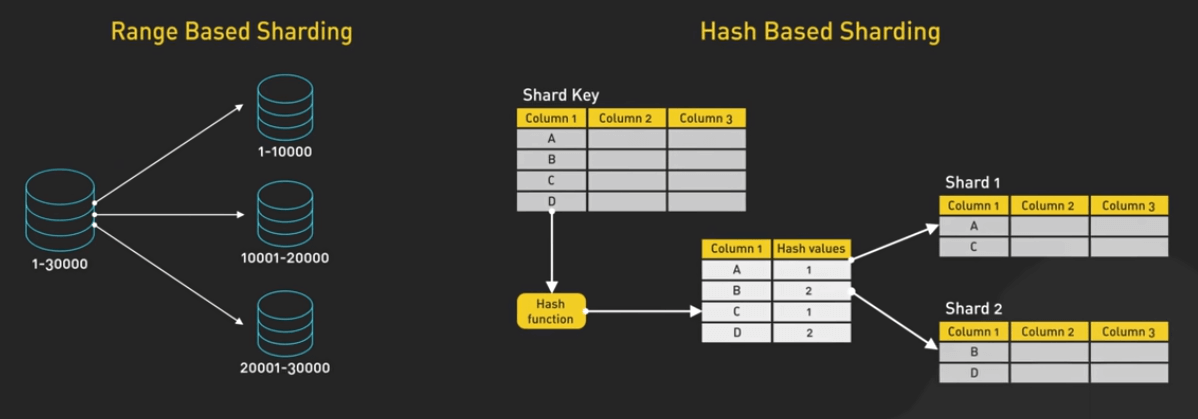 Range Based Sharding
1-30000
1-10000
10001-20000
20001-30000
Hash Based Sharding
Shard Key
Column 1 Column 2 Column 3
A
B
C
D
Hash
function
Column 1 Hash values
A 1
B 2
C 1
D 2
Shard 1
Column 1 Column 2 Column 3
A
C
Shard 2
Column 1 Column 2 Column 3
B
D